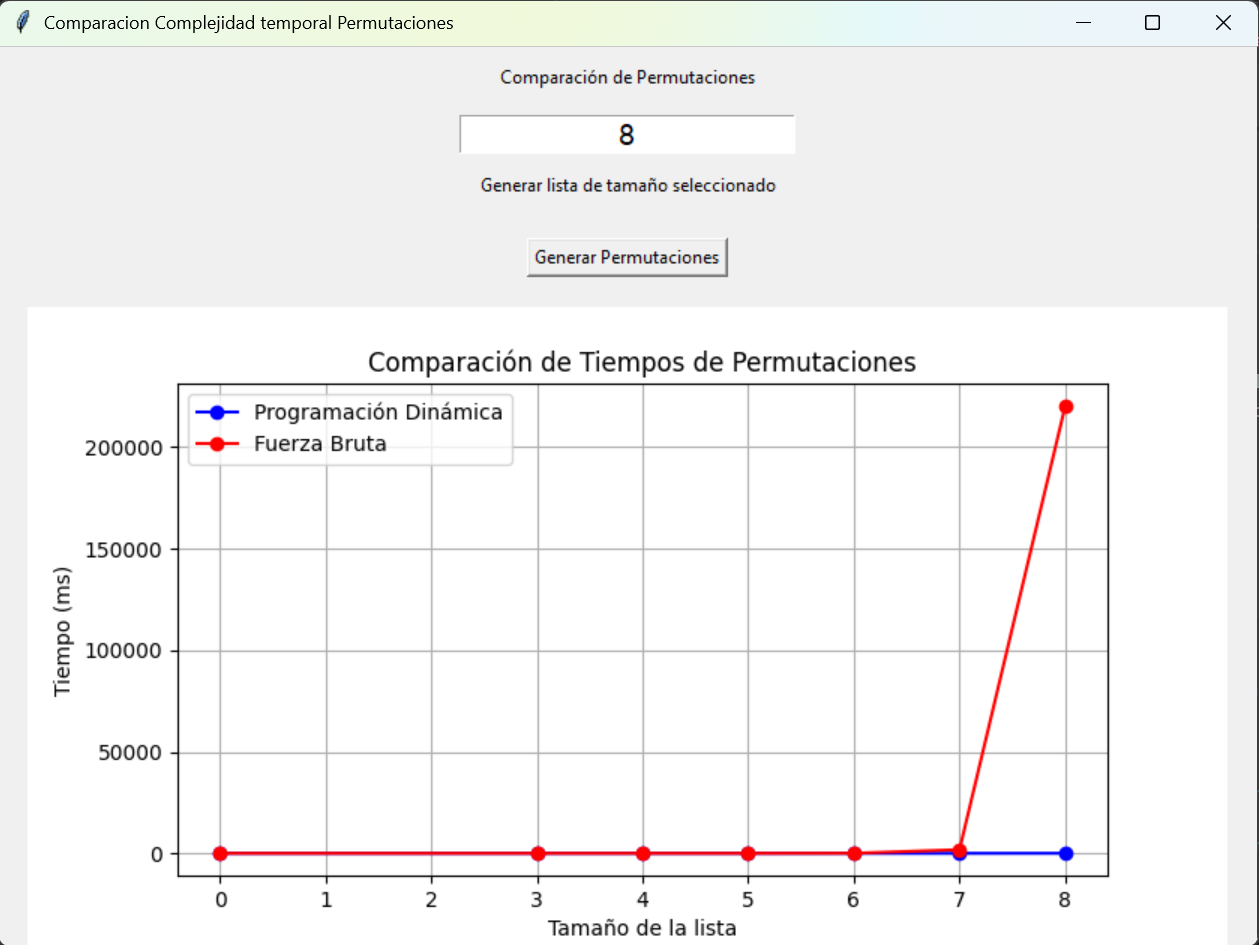 Comparacion Complejidad temporal Permutaciones
Comparación de Permutaciones
8
Generar lista de tamaño seleccionado
Generar Permutaciones
Comparación de Tiempos de Permutaciones
Programación Dinámica
Fuerza Bruta
200000
150000
100000
50000
0
Tiempo (ms)
0 1 2 3 4 5 6 7 8
Tamaño de la lista